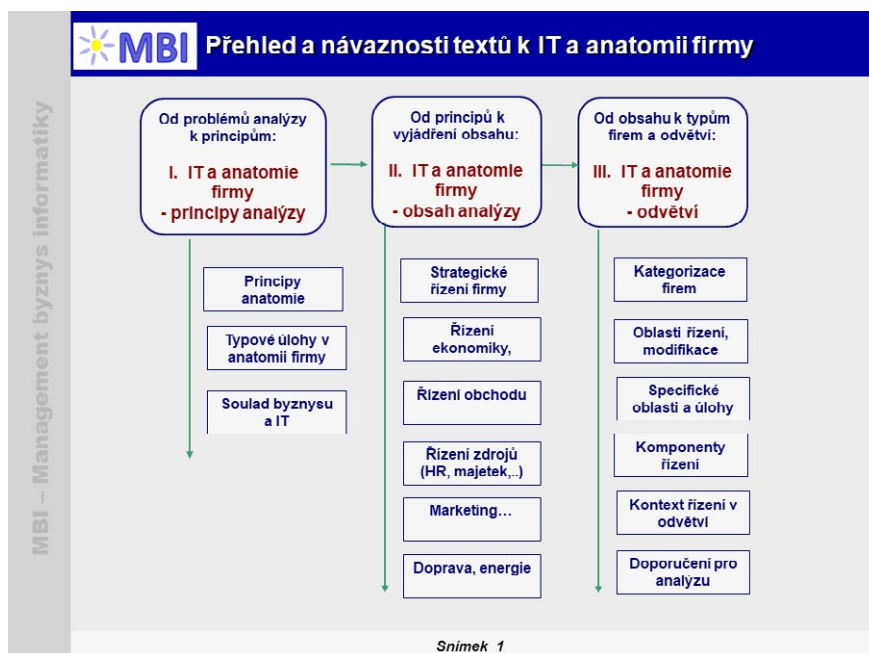 MBI
Přehled a návaznosti textů k IT a anatomii firmy
MBI – Management byznys informatiky
Od problémů analýzy
k principům:
I. IT a anatomie
firmy
- principy analýzy
Principy
anatomie
Typové úlohy v
anatomii firmy
Soulad byznysu
a IT
Od principů k
vyjádření obsahu:
II. IT a anatomie
firmy
- obsah analýzy
Strategické
řízení firmy
Řízení
ekonomiky,
Řízení obchodu
Řízení zdrojů
(HR, majetek,..)
Marketing…
Doprava, energie
Od obsahu k typům
firem a odvětví:
III. IT a anatomie
firmy
- odvětví
Kategorizace
firem
Oblasti řízení,
modifikace
Specifické
oblasti a úlohy
Komponenty
řízení
Kontext řízení v
odvětví
Doporučení pro
analýzu
Snímek 1